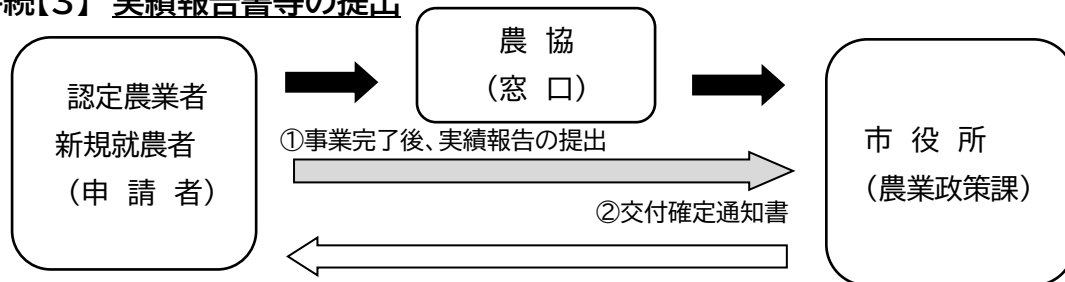 続【3】 実績報告書等の提出
農 協
(窓 口)
認定農業者
新規就農者
(申 請 者)
①事業完了後、実績報告の提出
②交付確定通知書
市 役 所
(農業政策課)